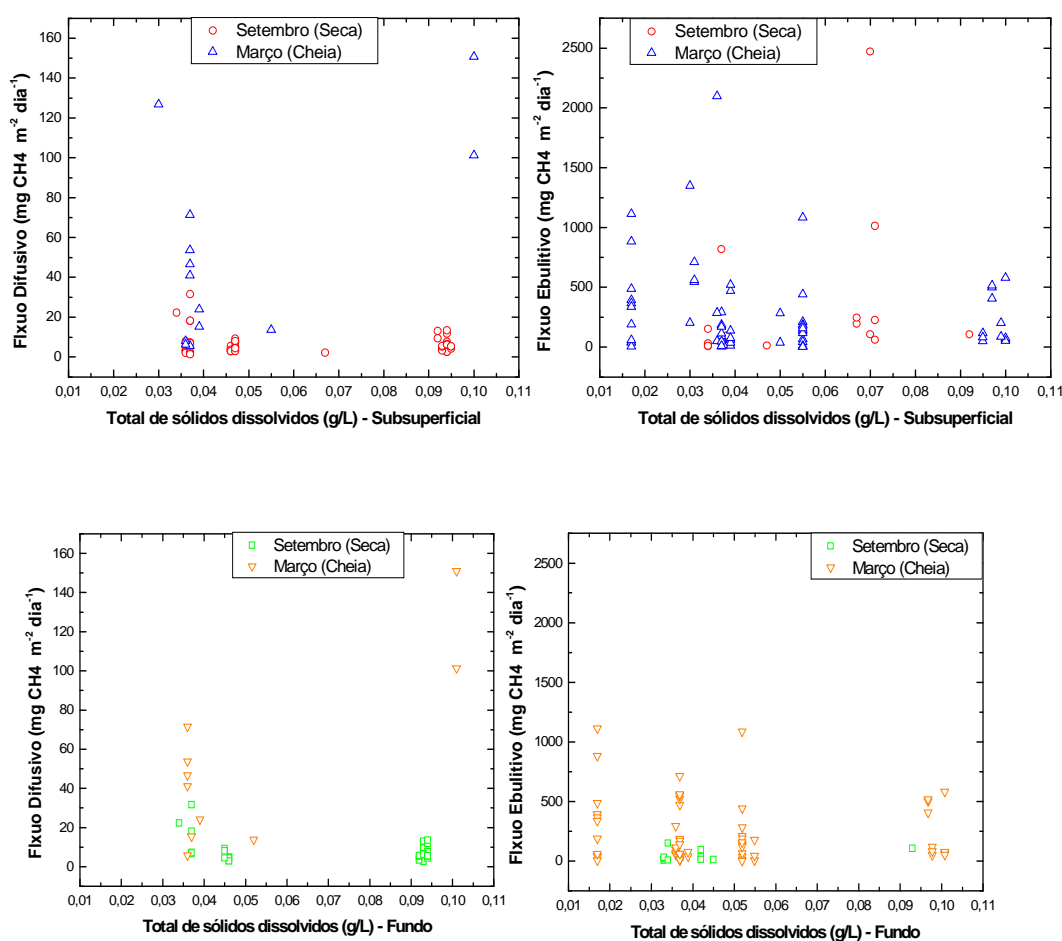 Setembro (Seca)
Março (Cheia)
160
140
120
100
80
60
40
20
0
Flxuo Difusivo (mg CH4 m-2 dia-1)
0,01 0,02 0,03 0,04 0,05 0,06 0,07 0,08 0,09 0,10 0,11
Total de sólidos dissolvidos (g/L) - Subsuperficial
Setembro (Seca)
Março (Cheia)
2500
2000
1500
1000
500
0
Flxuo Ebulitivo (mg CH4 m-2 dia-1)
0,01 0,02 0,03 0,04 0,05 0,06 0,07 0,08 0,09 0,10 0,11
Total de sólidos dissolvidos (g/L) - Subsuperficial
Setembro (Seca)
Março (Cheia)
160
140
120
100
80
60
40
20
0
Flxuo Difusivo (mg CH4 m-2 dia-1)
0,01 0,02 0,03 0,04 0,05 0,06 0,07 0,08 0,09 0,10 0,11
Total de sólidos dissolvidos (g/L) - Fundo
Setembro (Seca)
Março (Cheia)
2500
2000
1500
1000
500
0
Flxuo Ebulitivo (mg CH4 m-2 dia-1)
0,01 0,02 0,03 0,04 0,05 0,06 0,07 0,08 0,09 0,10 0,11
Total de sólidos dissolvidos (g/L) - Fundo